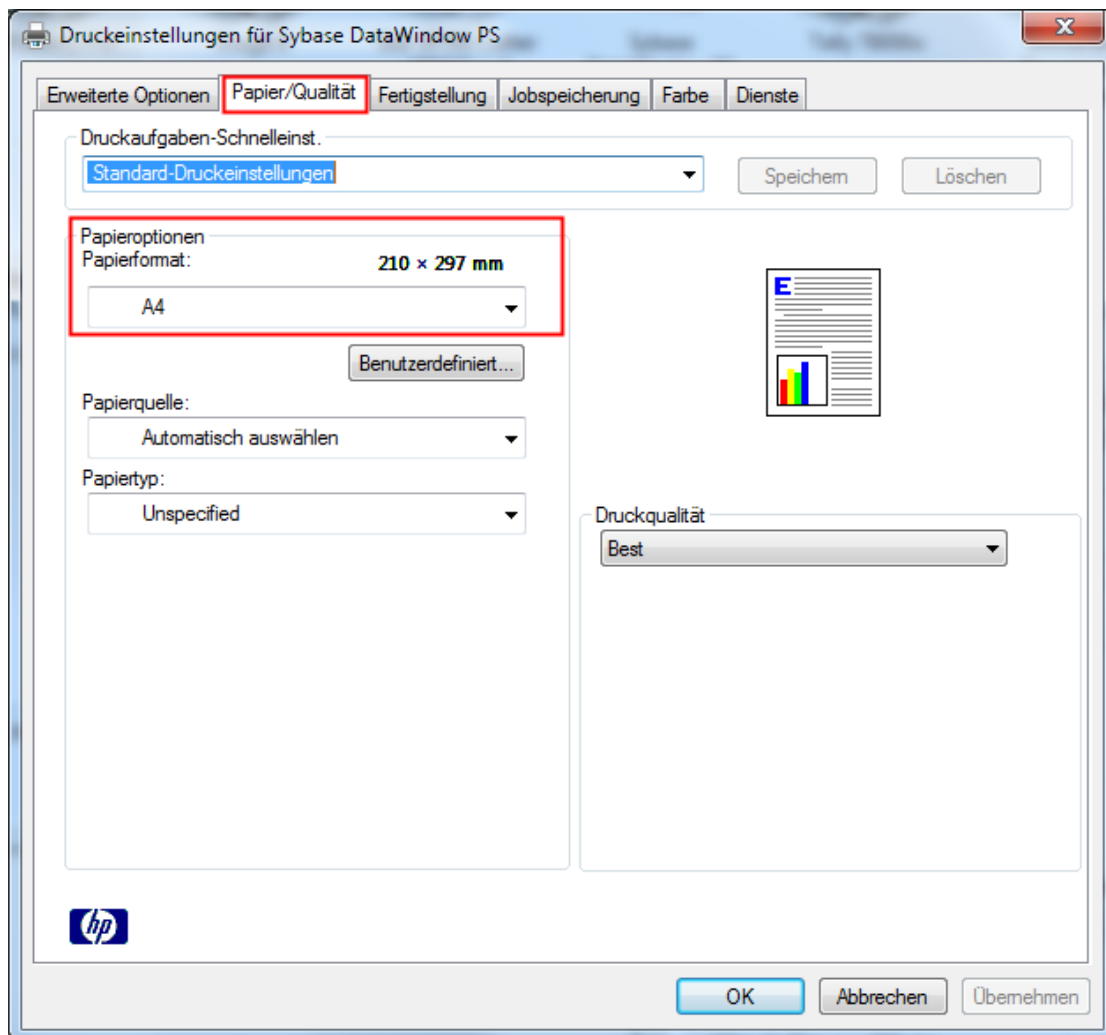 Druckeinstellungen für Sybase DataWindow PS
Erweiterte Optionen Papier/Qualität Fertigstellung Jobspeicherung Farbe Dienste
Druckaufgaben-Schnelleinst.
Standard-Druckeinstellungen Speichern Löschen
Papieroptionen
Papierformat: 210 × 297 mm
A4
E
Benutzerdefiniert...
Papierquelle:
Automatisch auswählen
Papiertyp:
Unspecified
Druckqualität
Best
hp
OK Abbrechen Übernehmen